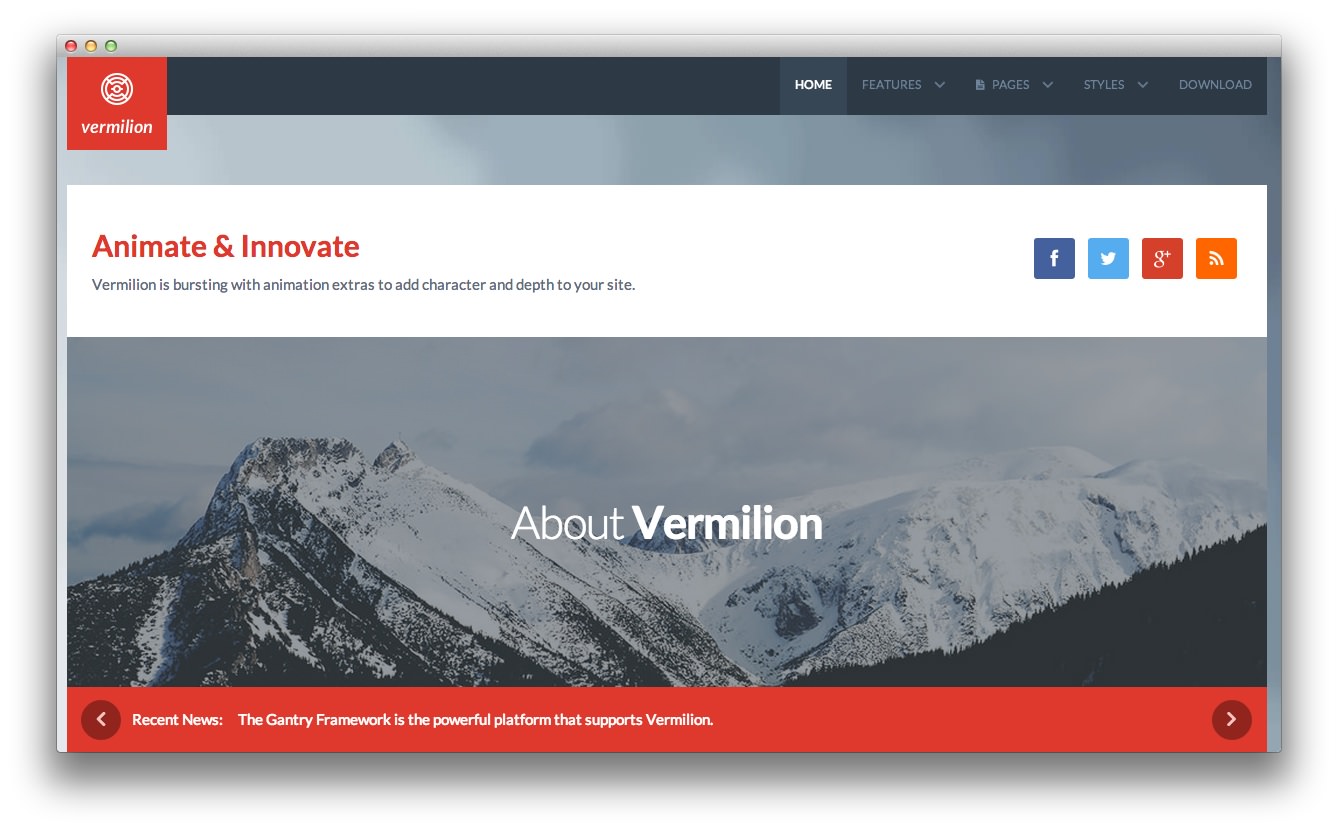 vermilion
HOME FEATURES PAGES STYLES DOWNLOAD
Animate & Innovate
Vermilion is bursting with animation extras to add character and depth to your site.
f g+
About Vermilion
Recent News: The Gantry Framework is the powerful platform that supports Vermilion.